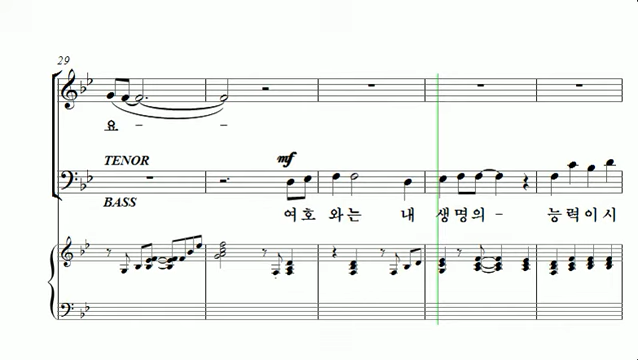 29
요 - -
TENOR
mf
BASS
여호 와는 내 생명의 - 능력이시